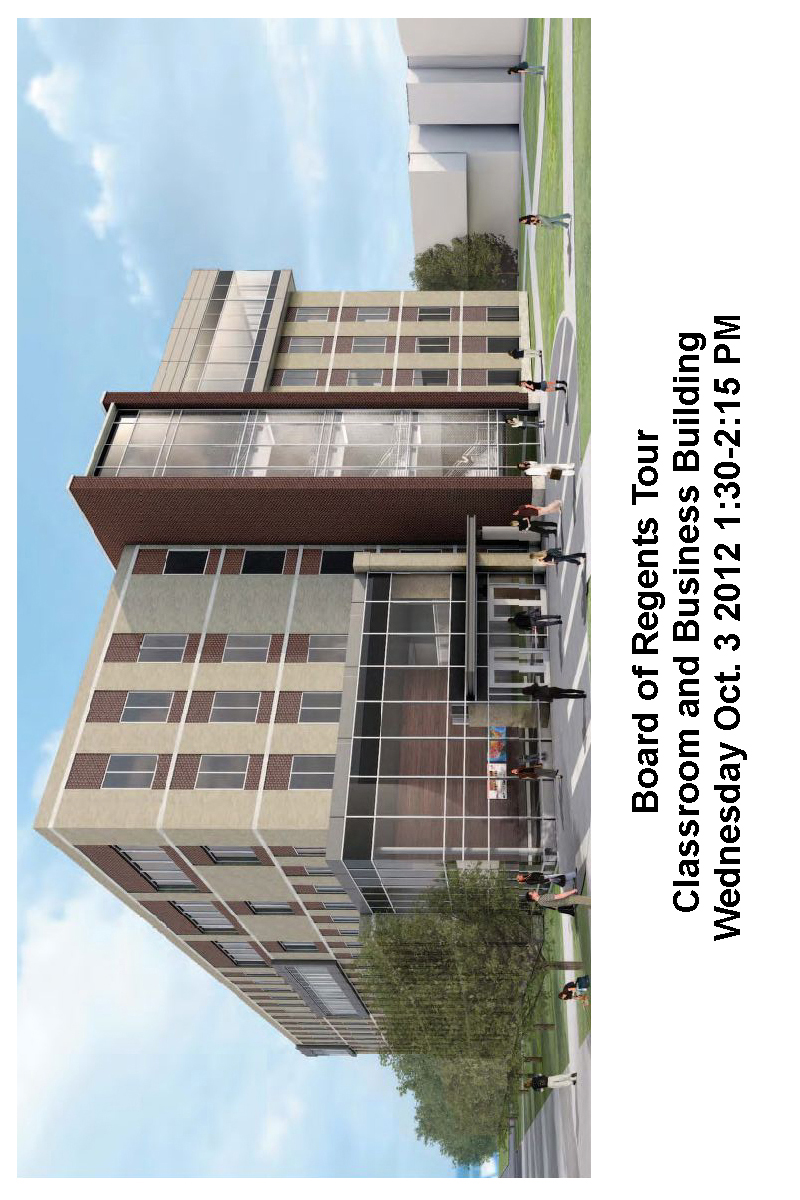 Board of Regents Tour
Classroom and Business Building
Wednesday Oct. 3 2012 1:30-2:15 PM